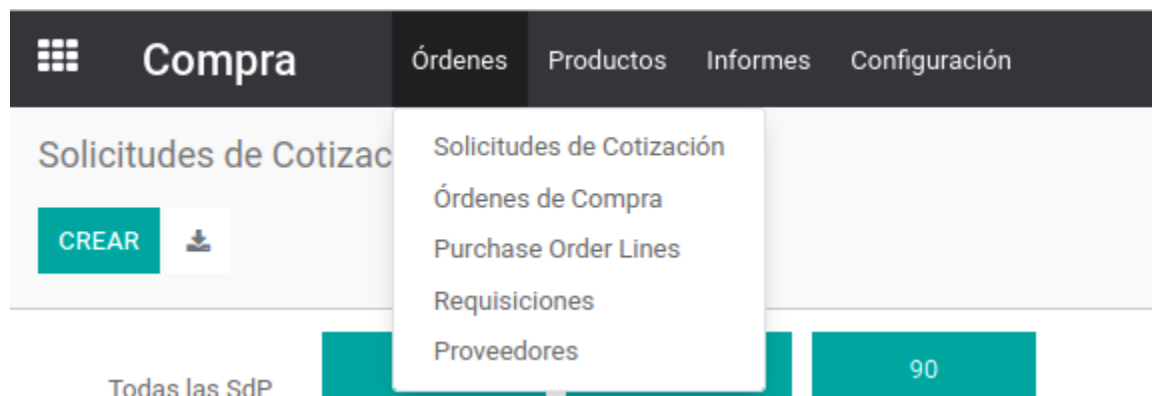 Compra Órdenes Productos Informes Configuración
Solicitudes de Cotizac
Solicitudes de Cotización
Órdenes de Compra
Purchase Order Lines
Requisiciones
Proveedores
CREAR
Todas las SdP
90